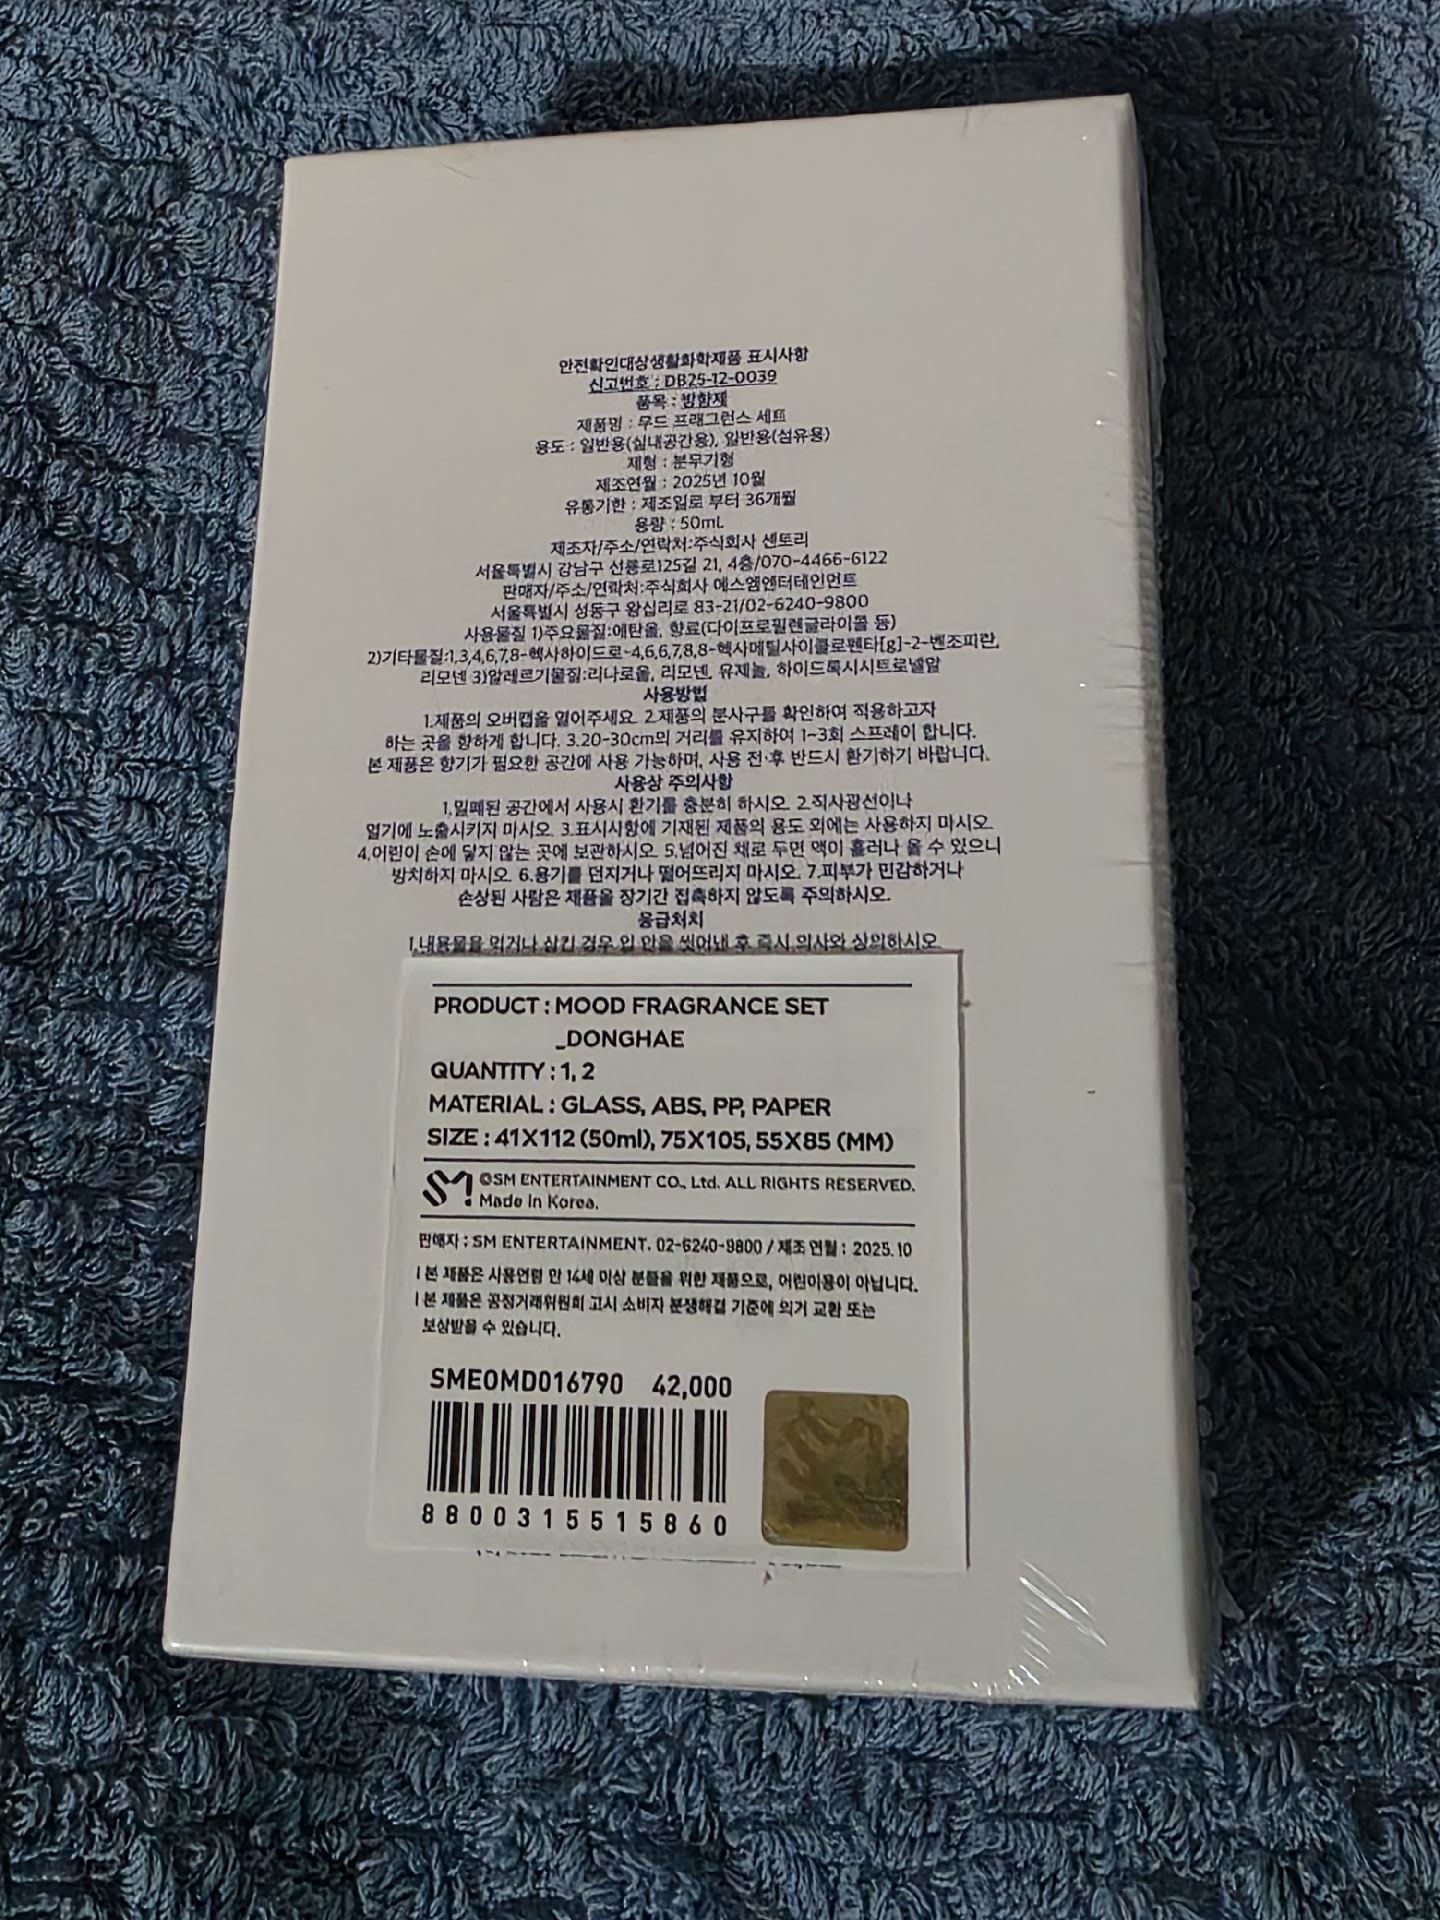 안전확인대상생활화학제품 표시사항
신고번호 : DB25-12-0039
품목 : 방향제
제품명 : 무드 프래그런스 세트
용도 : 일반용(실내공간용), 일반용(섬유용)
제형 : 분무기형
제조연월 : 2025년 10월
유통기한 : 제조일로 부터 36개월
용량 : 50mL
제조자/주소/연락처:주식회사 센토리
서울특별시 강남구 선릉로125길 21, 4층/070-4466-6122
판매자/주소/연락처:주식회사 에스엠엔터테인먼트
서울특별시 성동구 왕십리로 83-21/02-6240-9800
사용물질 1)주요물질:에탄올, 향료(다이프로필렌글라이콜 등)
2)기타물질:1,3,4,6,7,8-헥사하이드로-4,6,6,7,8,8-헥사메틸사이클로펜타[g]-2-벤조피란,
리모넨 3)알레르기물질:리나로올, 리모넨, 유제놀, 하이드록시시트로넬알
사용방법
1.제품의 오버캡을 열어주세요. 2.제품의 분사구를 확인하여 적용하고자
하는 곳을 향하게 합니다. 3.20-30cm의 거리를 유지하여 1~3회 스프레이 합니다.
본 제품은 향기가 필요한 공간에 사용 가능하며, 사용 전·후 반드시 환기하기 바랍니다.
사용상 주의사항
1.밀폐된 공간에서 사용시 환기를 충분히 하시오. 2.직사광선이나
열기에 노출시키지 마시오. 3.표시사항에 기재된 제품의 용도 외에는 사용하지 마시오.
4.어린이 손에 닿지 않는 곳에 보관하시오. 5.넘어진 채로 두면 액이 흘러나 올 수 있으니
방치하지 마시오. 6.용기를 던지거나 떨어뜨리지 마시오. 7.피부가 민감하거나
손상된 사람은 제품을 장기간 접촉하지 않도록 주의하시오.
응급처치
1.내용물을 먹거나 삼킨 경우 입 안을 씻어낸 후 즉시 의사와 상의하시오.
PRODUCT : MOOD FRAGRANCE SET
_DONGHAE
QUANTITY : 1, 2
MATERIAL : GLASS, ABS, PP, PAPER
SIZE : 41X112 (50ml), 75X105, 55X85 (MM)
SM ©SM ENTERTAINMENT CO., Ltd. ALL RIGHTS RESERVED.
Made in Korea.
판매자 : SM ENTERTAINMENT. 02-6240-9800 / 제조 연월 : 2025.10
| 본 제품은 사용연령 만 14세 이상 분들을 위한 제품으로, 어린이용이 아닙니다.
| 본 제품은 공정거래위원회 고시 소비자 분쟁해결 기준에 의거 교환 또는
보상받을 수 있습니다.
SMEOMD016790 42,000
8800315515860